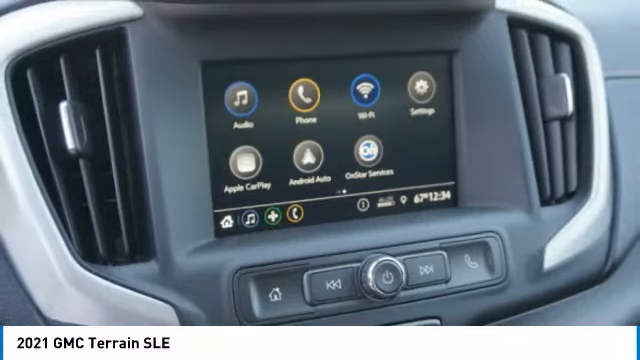 Audio
Phone
Wi-Fi
Settings
Apple CarPlay
Android Auto
OnStar Services
67° 12:34
2021 GMC Terrain SLE